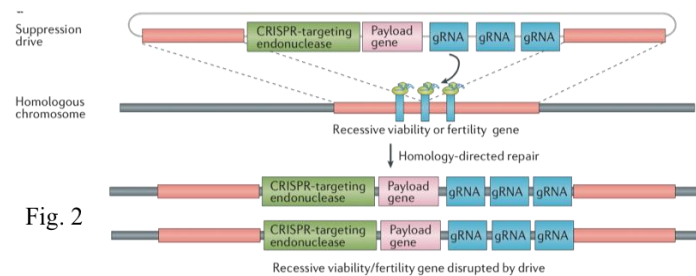 Suppression
drive
CRISPR-targeting
endonuclease
Payload
gene
gRNA
gRNA
gRNA
Homologous
chromosome
Recessive viability or fertility gene
Homology-directed repair
CRISPR-targeting
endonuclease
Payload
gene
gRNA
gRNA
gRNA
Fig. 2
CRISPR-targeting
endonuclease
Payload
gene
gRNA
gRNA
gRNA
Recessive viability/fertility gene disrupted by drive